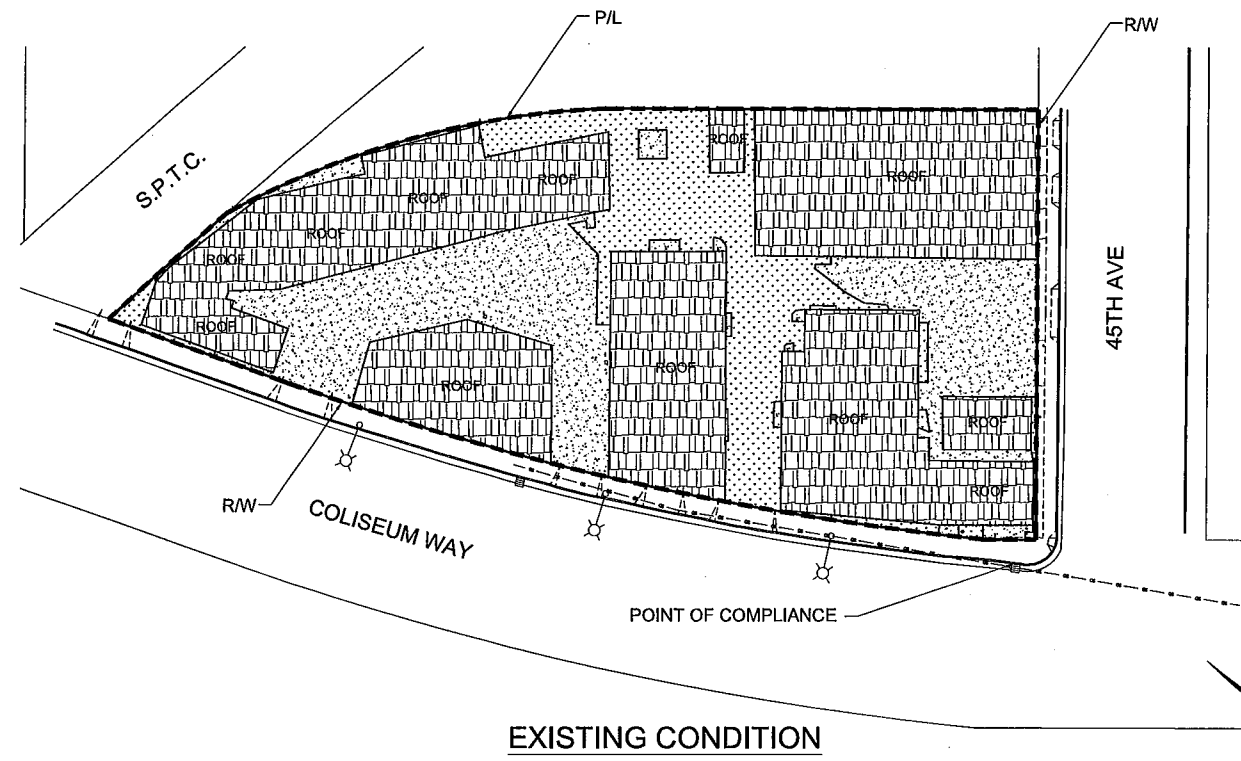 P/L
R/W
S.P.T.C.
ROOF
ROOF
ROOF
ROOF
ROOF
ROOF
ROOF
45TH AVE
ROOF
ROOF
ROOF
ROOF
ROOF
R/W
COLISEUM WAY
POINT OF COMPLIANCE
EXISTING CONDITION